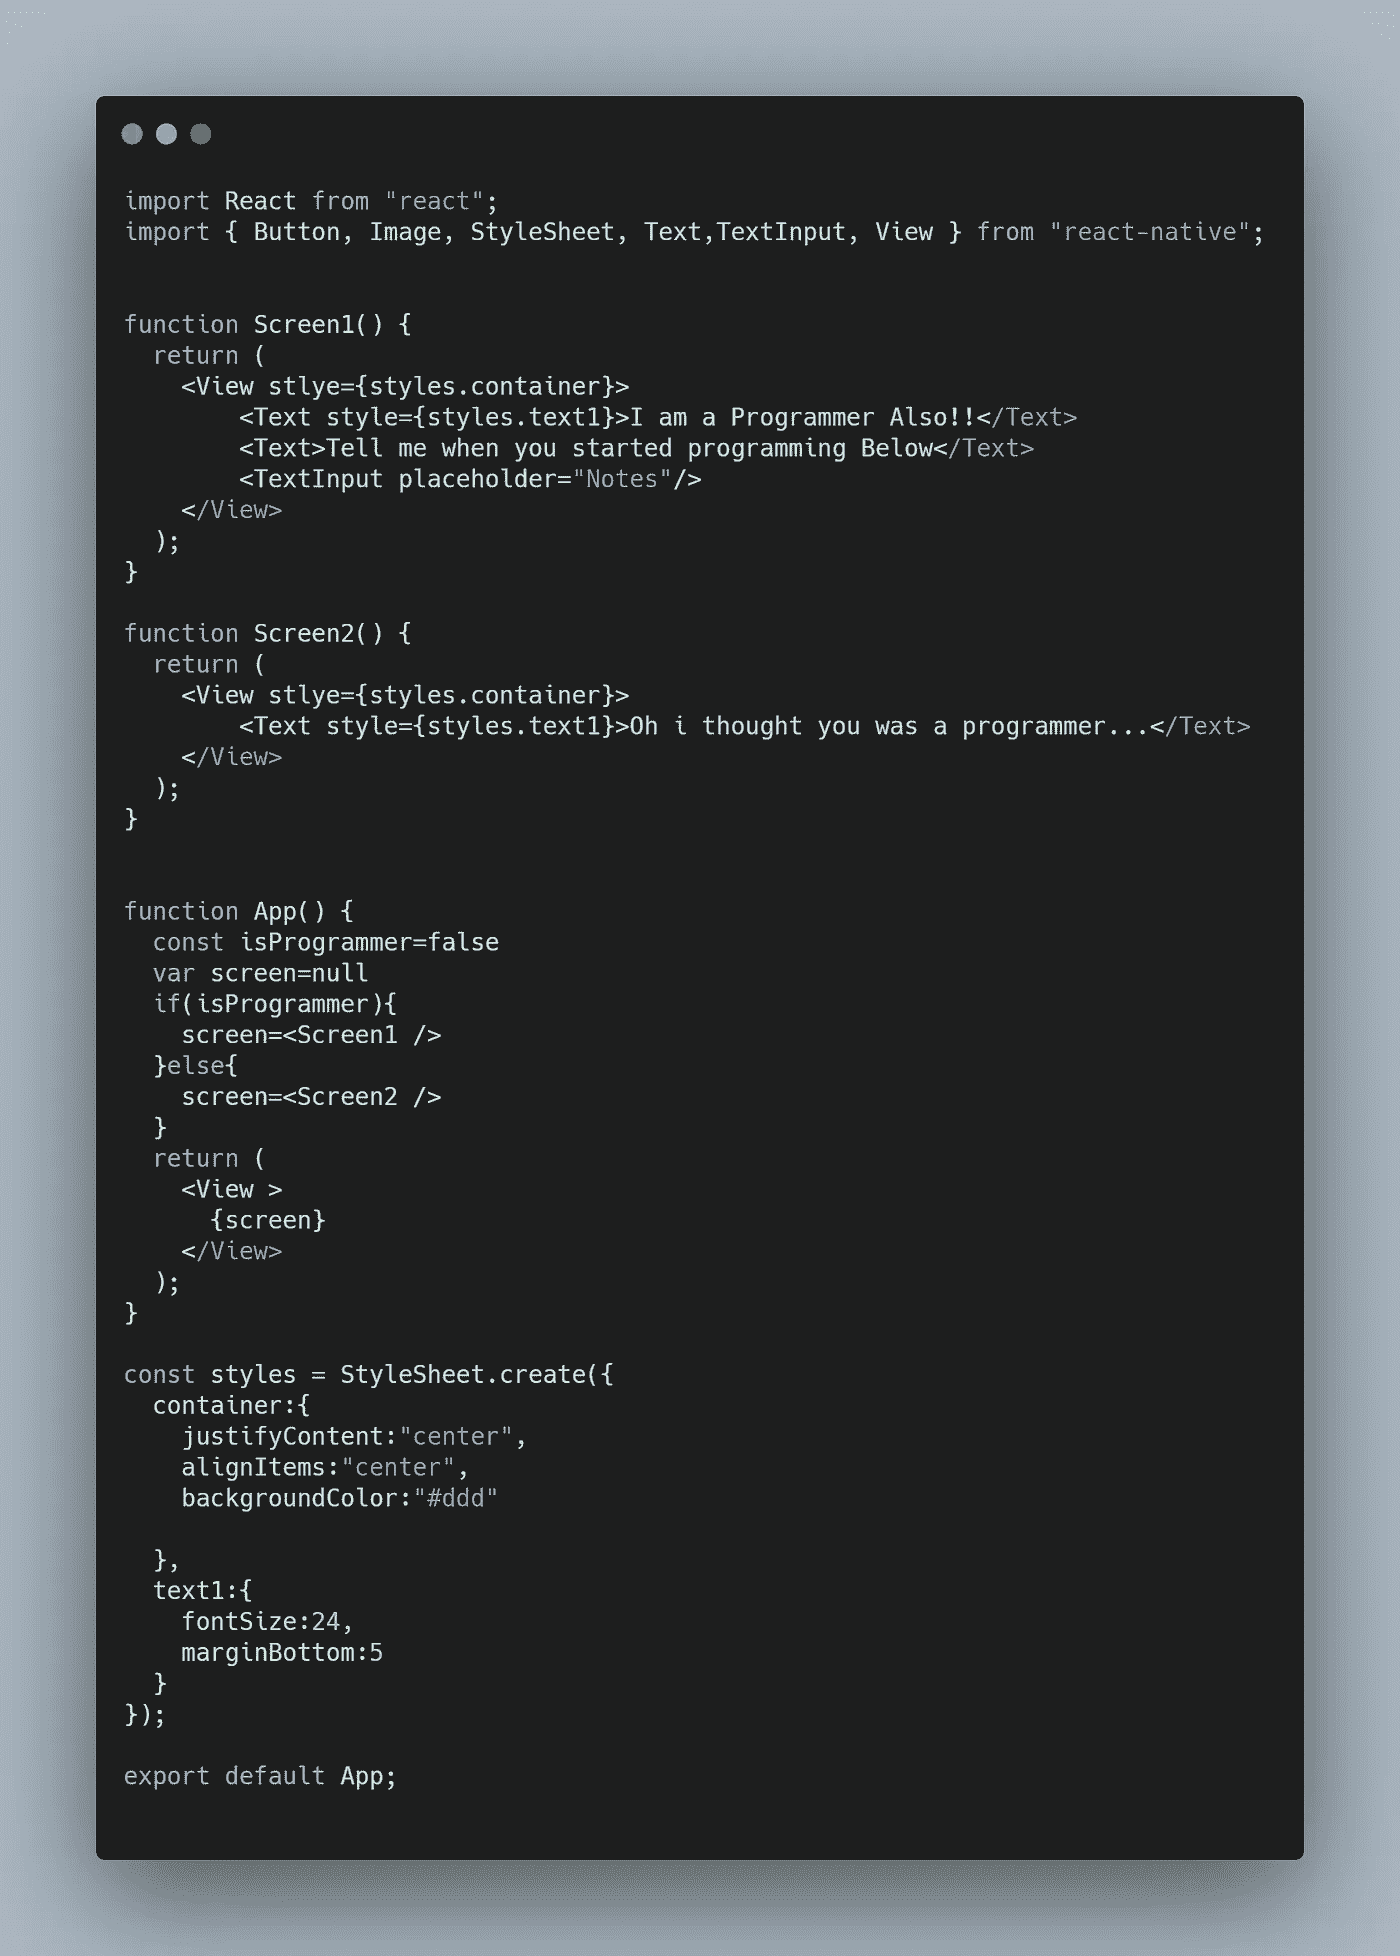 import React from "react";
import { Button, Image, StyleSheet, Text,TextInput, View } from "react-native";
function Screen1() {
  return (
    <View stlye={styles.container}>
        <Text style={styles.text1}>I am a Programmer Also!!</Text>
        <Text>Tell me when you started programming Below</Text>
        <TextInput placeholder="Notes"/>
    </View>
  );
}
function Screen2() {
  return (
    <View stlye={styles.container}>
        <Text style={styles.text1}>Oh i thought you was a programmer...</Text>
    </View>
  );
}
function App() {
  const isProgrammer=false
  var screen=null
  if(isProgrammer){
    screen=<Screen1 />
  }else{
    screen=<Screen2 />
  }
  return (
    <View >
      {screen}
    </View>
  );
}
const styles = StyleSheet.create({
  container:{
    justifyContent:"center",
    alignItems:"center",
    backgroundColor:"#ddd"
  },
  text1:{
    fontSize:24,
    marginBottom:5
  }
});
export default App;